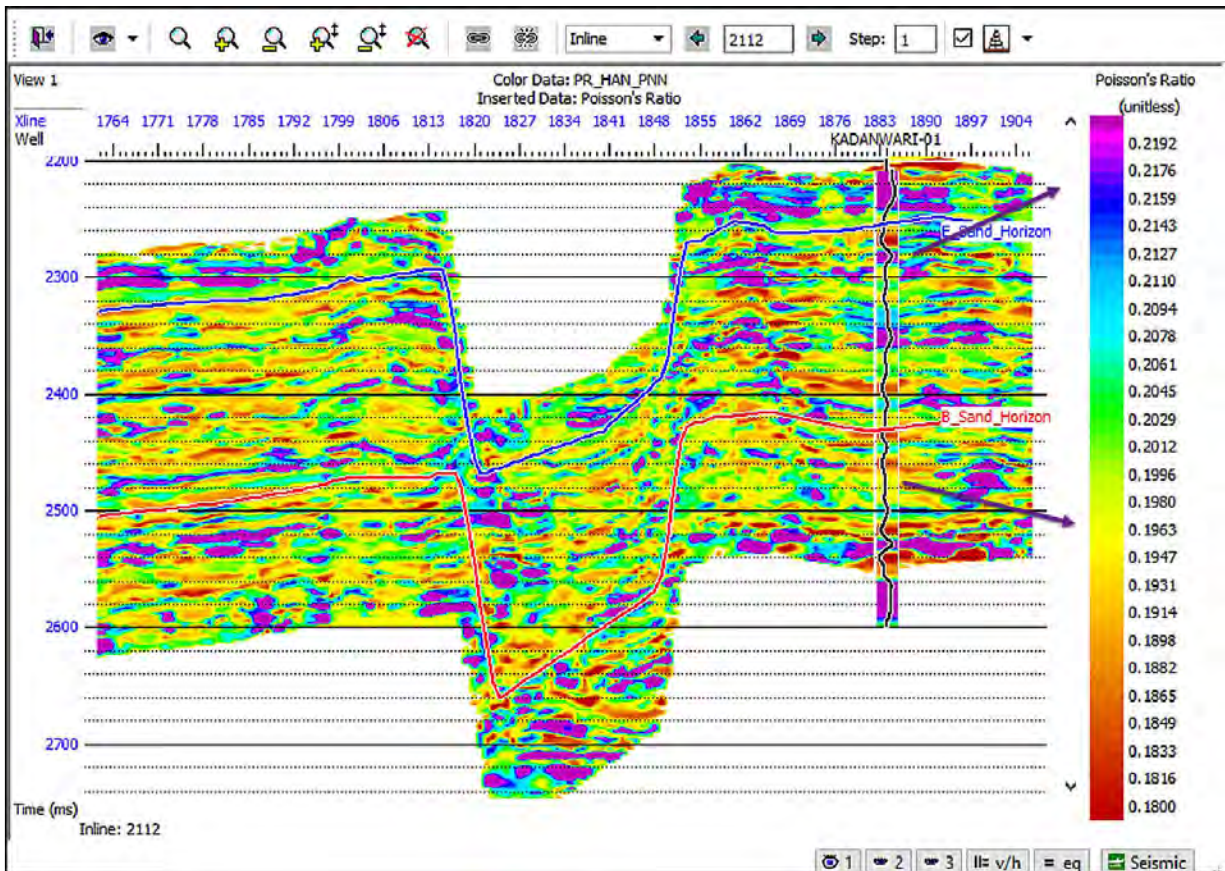 Inline 2112 Step: 1
View 1
Color Data: PR_HAN_PNN
Inserted Data: Poisson's Ratio
Xline 1764 1771 1778 1785 1792 1799 1806 1813 1820 1827 1834 1841 1848 1855 1862 1869 1876 1883 1890 1897 1904
Well KADANWARI-01
2200
2300
2400
2500
2600
2700
E_Sand_Horizon
B_Sand_Horizon
Time (ms)
Inline: 2112
Poisson's Ratio
(unitless)
0.2192
0.2176
0.2159
0.2143
0.2127
0.2110
0.2094
0.2078
0.2061
0.2045
0.2029
0.2012
0.1996
0.1980
0.1963
0.1947
0.1931
0.1914
0.1898
0.1882
0.1865
0.1849
0.1833
0.1816
0.1800
1 2 3 v/h = eq Seismic